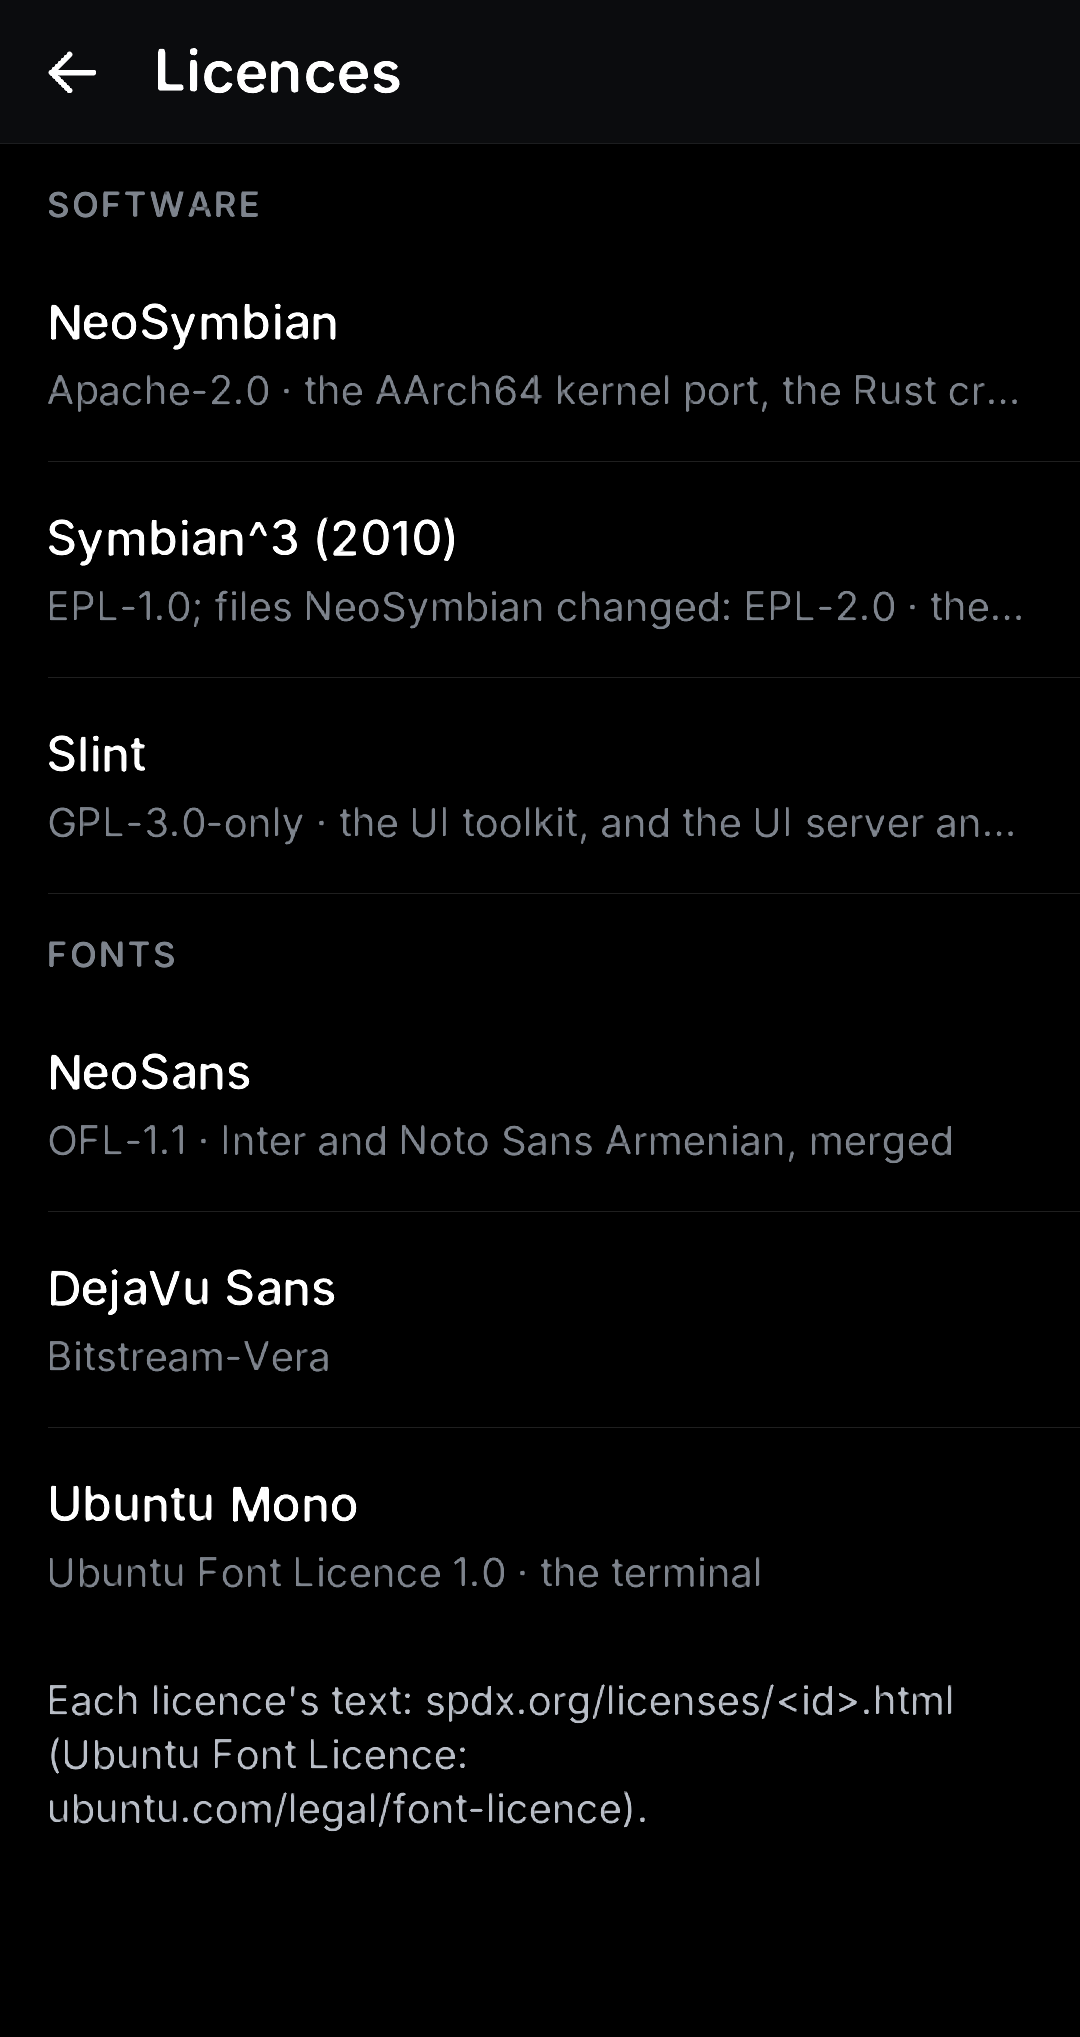 Licences
SOFTWARE
NeoSymbian
Apache-2.0 · the AArch64 kernel port, the Rust cr...
Symbian^3 (2010)
EPL-1.0; files NeoSymbian changed: EPL-2.0 · the...
Slint
GPL-3.0-only · the UI toolkit, and the UI server an...
FONTS
NeoSans
OFL-1.1 · Inter and Noto Sans Armenian, merged
DejaVu Sans
Bitstream-Vera
Ubuntu Mono
Ubuntu Font Licence 1.0 · the terminal
Each licence's text: spdx.org/licenses/<id>.html
(Ubuntu Font Licence:
ubuntu.com/legal/font-licence).